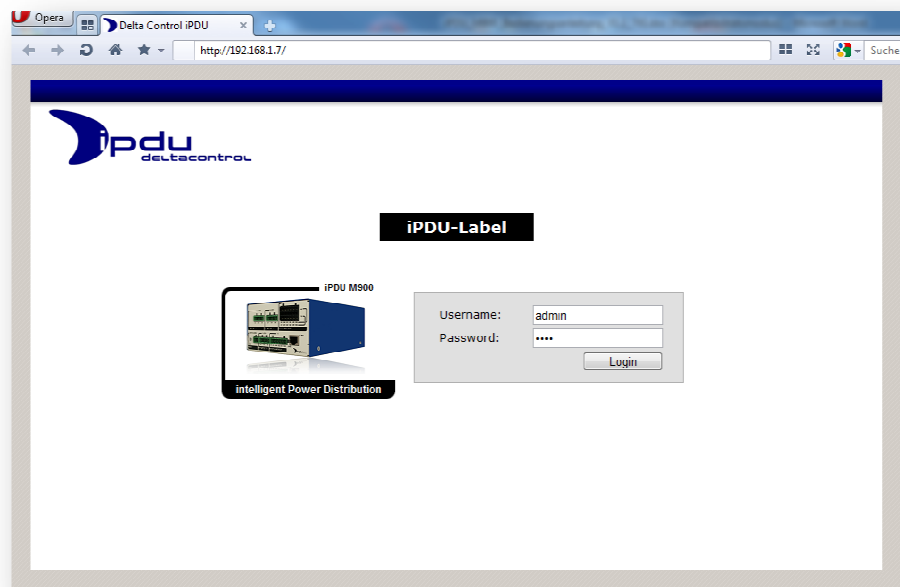 Opera
Delta Control iPDU
http://192.168.1.7/
Suche
ipdu
deltacontrol
iPDU-Label
iPDU M900
intelligent Power Distribution
Username:
admin
Password:
••••
Login